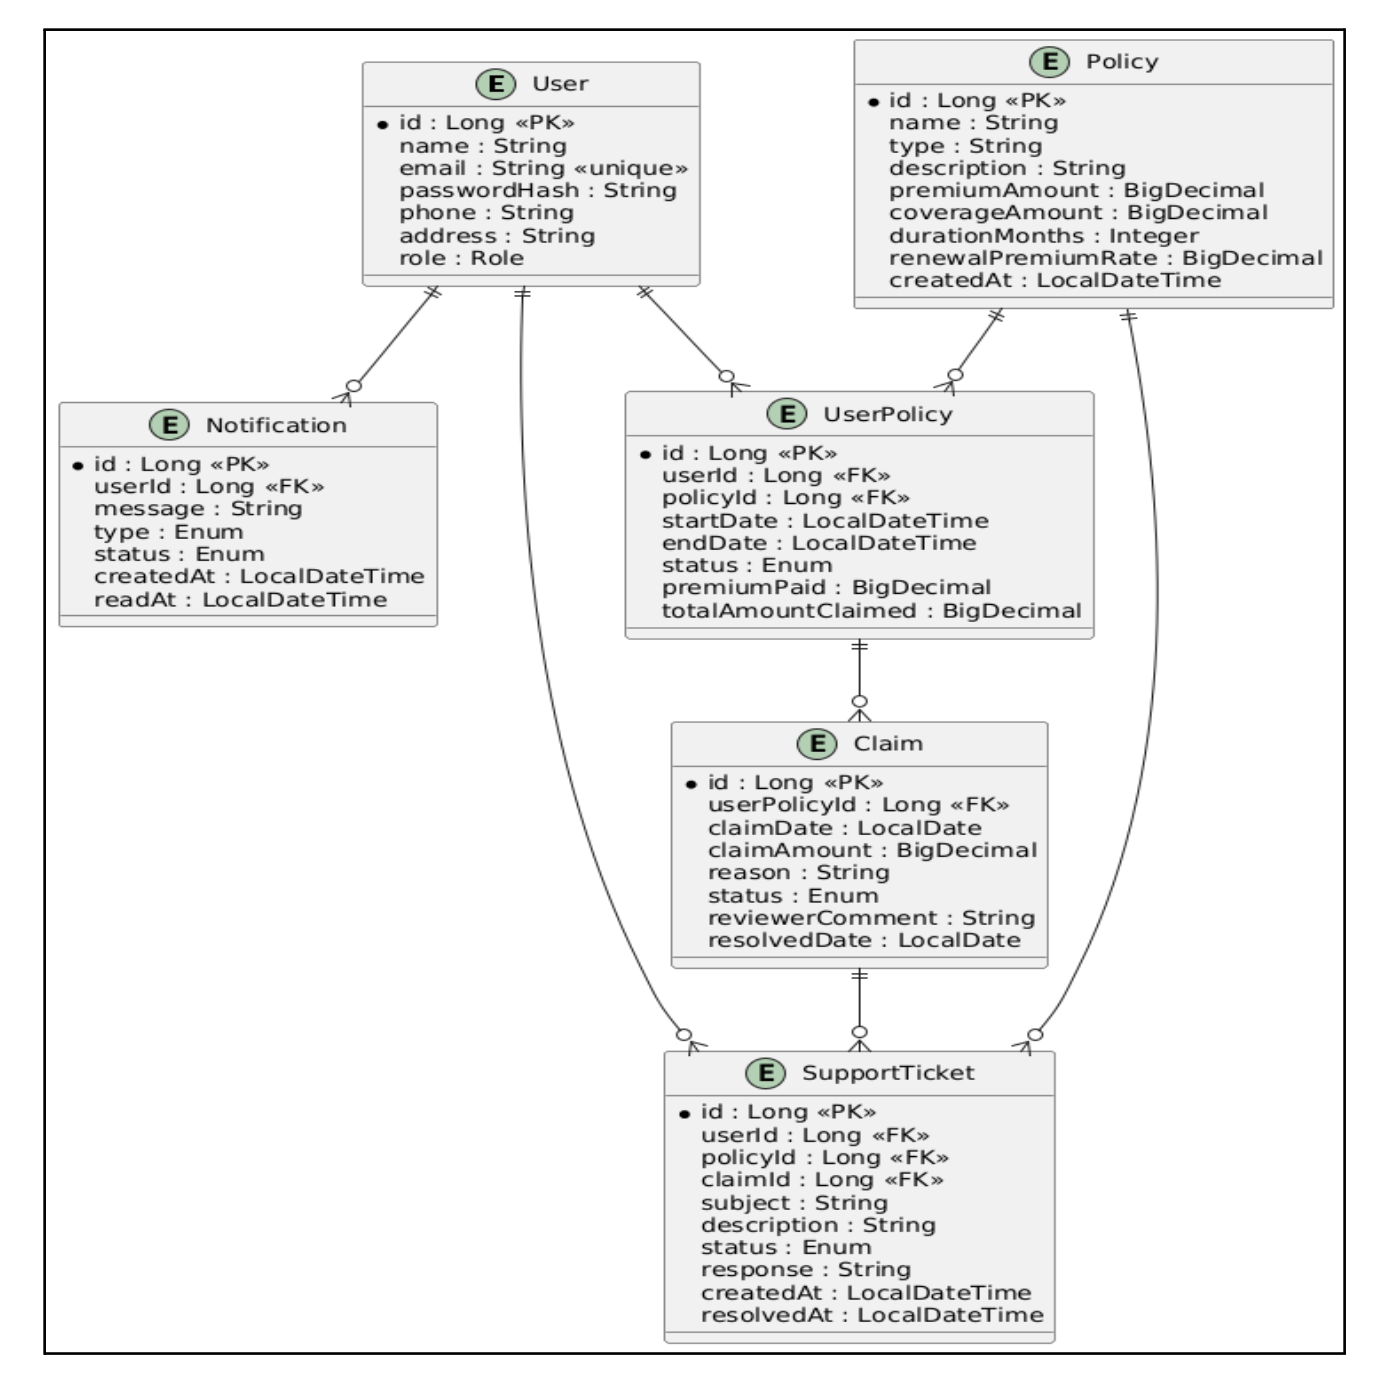 E User
id : Long «PK»
name : String
email : String «unique»
passwordHash : String
phone : String
address : String
role : Role
E Policy
id : Long «PK»
name : String
type : String
description : String
premiumAmount : BigDecimal
coverageAmount : BigDecimal
durationMonths : Integer
renewalPremiumRate : BigDecimal
createdAt : LocalDateTime
E Notification
id : Long «PK»
userId : Long «FK»
message : String
type : Enum
status : Enum
createdAt : LocalDateTime
readAt : LocalDateTime
E UserPolicy
id : Long «PK»
userId : Long «FK»
policyId : Long «FK»
startDate : LocalDateTime
endDate : LocalDateTime
status : Enum
premiumPaid : BigDecimal
totalAmountClaimed : BigDecimal
E Claim
id : Long «PK»
userPolicyId : Long «FK»
claimDate : LocalDate
claimAmount : BigDecimal
reason : String
status : Enum
reviewerComment : String
resolvedDate : LocalDate
E SupportTicket
id : Long «PK»
userId : Long «FK»
policyId : Long «FK»
claimId : Long «FK»
subject : String
description : String
status : Enum
response : String
createdAt : LocalDateTime
resolvedAt : LocalDateTime